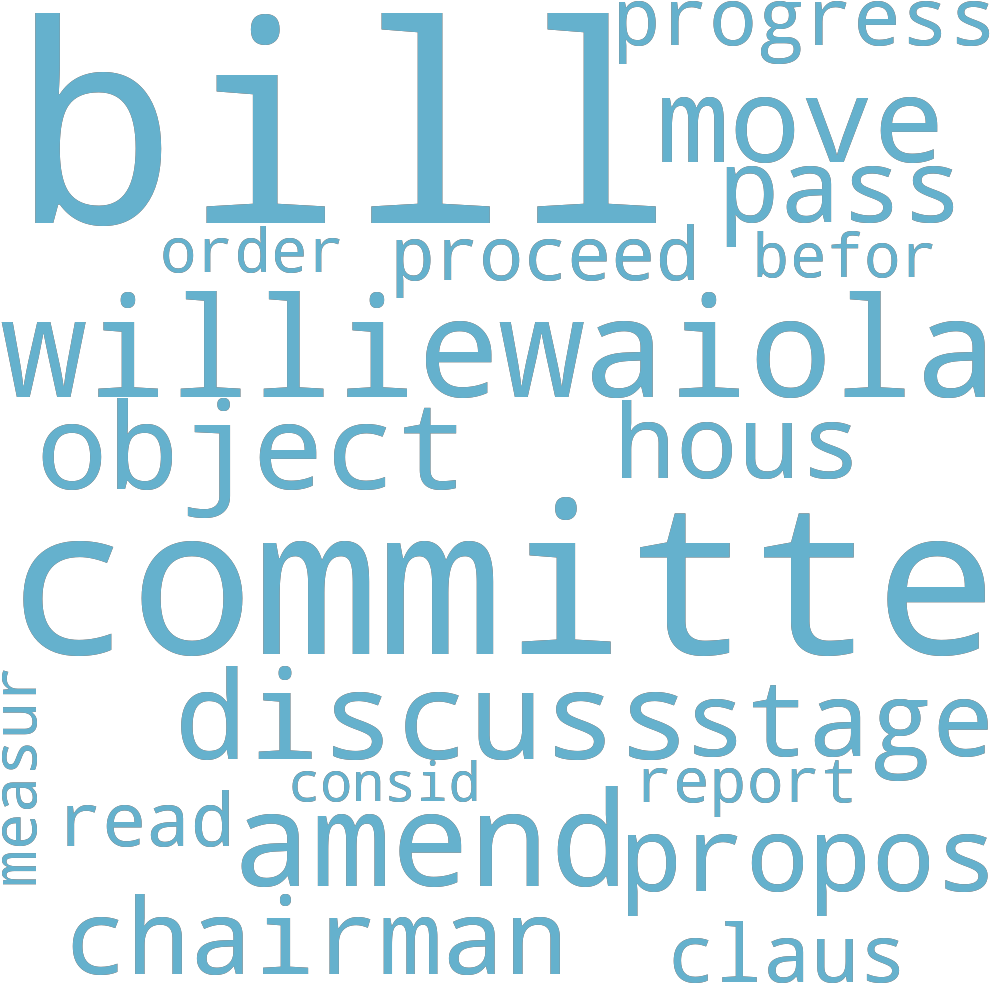 progress
bill
move
pass
order proceed befor
williewaiola
object hous
committe
discuss stage
measur
consid report
read amend propos
chairman claus